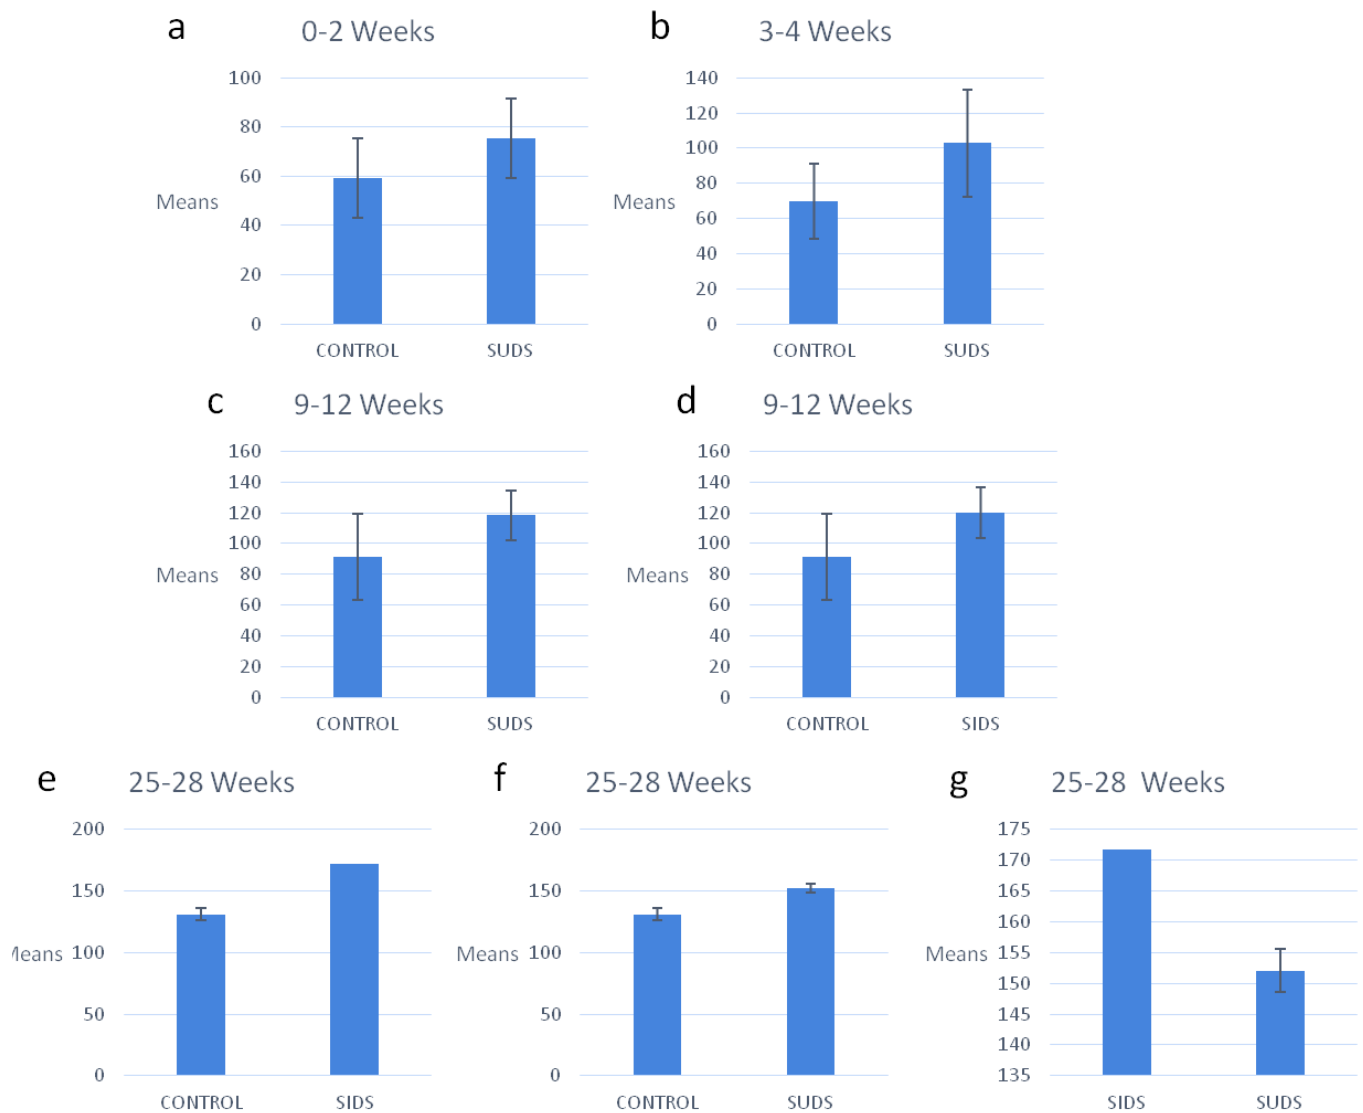 a 0-2 Weeks
100
80
60
40
20
0
Means
CONTROL SUDS
b 3-4 Weeks
140
120
100
80
60
40
20
0
Means
CONTROL SUDS
c 9-12 Weeks
160
140
120
100
80
60
40
20
0
Means
CONTROL SUDS
d 9-12 Weeks
160
140
120
100
80
60
40
20
0
Means
CONTROL SIDS
e 25-28 Weeks
200
150
100
50
0
Means
CONTROL SIDS
f 25-28 Weeks
200
150
100
50
0
Means
CONTROL SUDS
g 25-28 Weeks
175
170
165
160
155
150
145
140
135
Means
SIDS SUDS